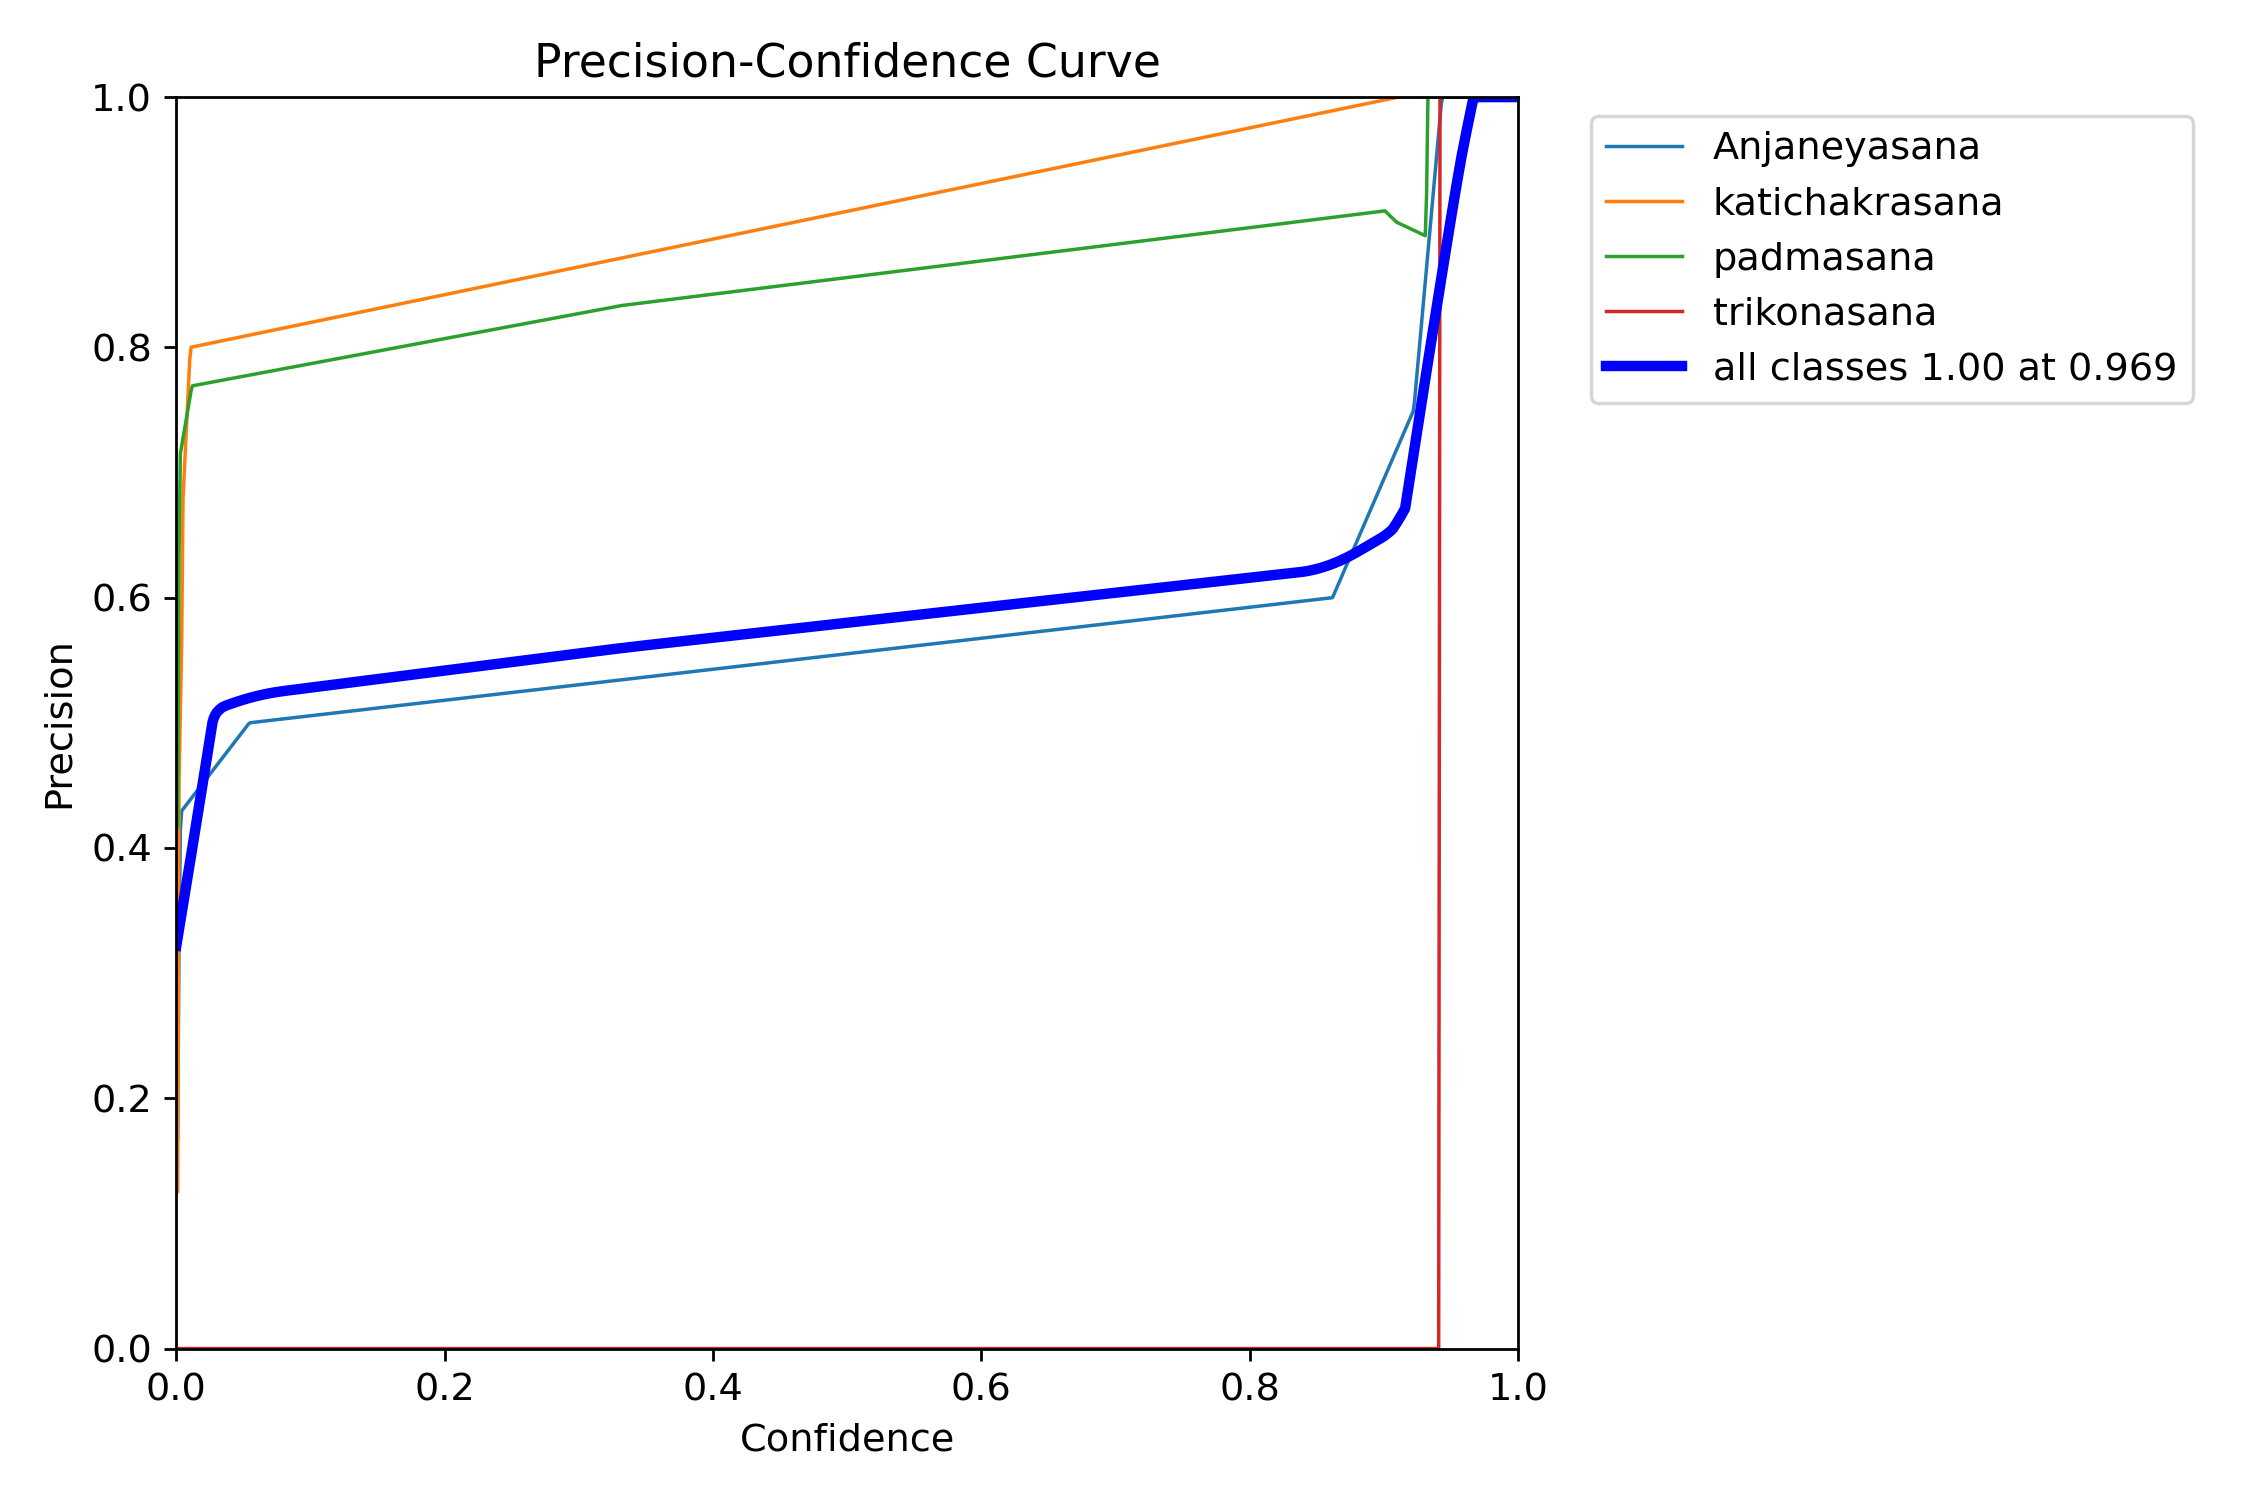 Precision-Confidence Curve
1.0
0.8
0.6
0.4
0.2
0.0
Precision
0.0 0.2 0.4 0.6 0.8 1.0
Confidence
Anjaneyasana
katichakrasana
padmasana
trikonasana
all classes 1.00 at 0.969